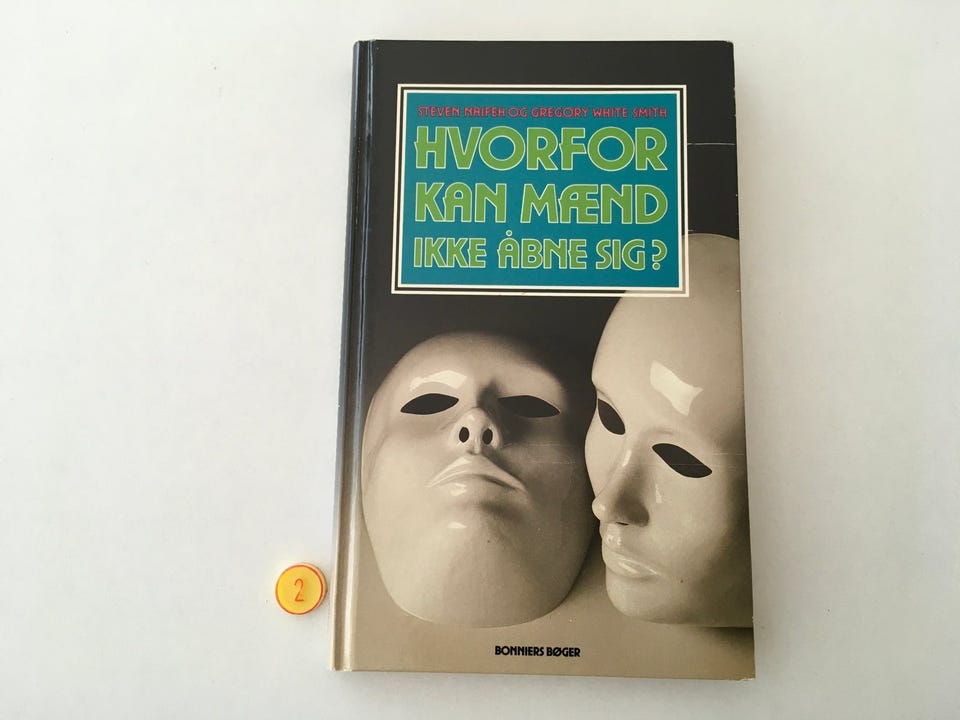 STEVEN NAIFEH OG GREGORY WHITE SMITH
HVORFOR
KAN MÆND
IKKE ÅBNE SIG?
2
BONNIERS BØGER